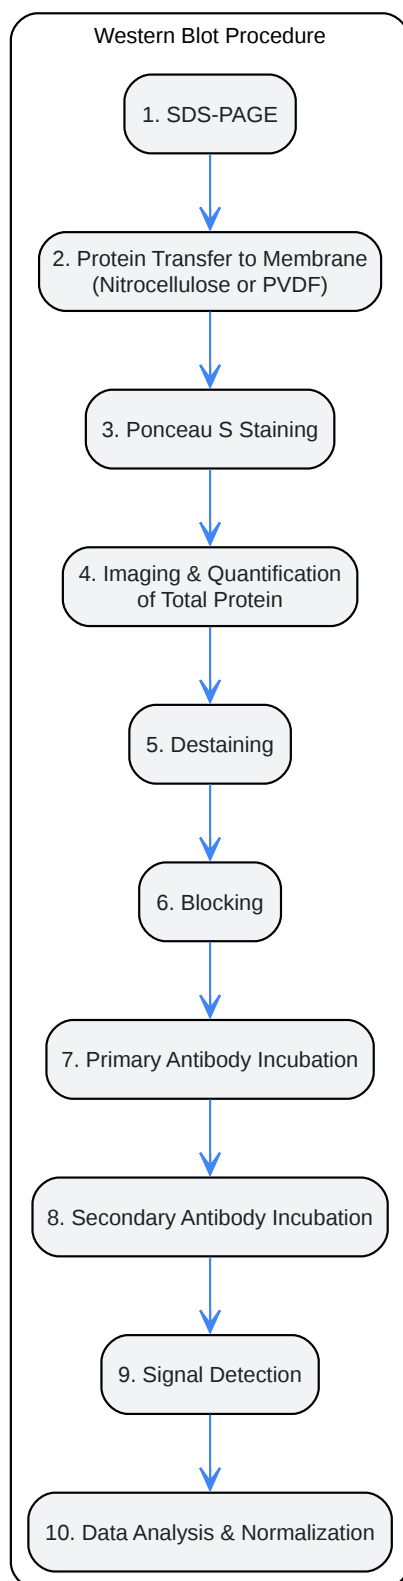 Western Blot Procedure
1. SDS-PAGE
2. Protein Transfer to Membrane
(Nitrocellulose or PVDF)
3. Ponceau S Staining
4. Imaging & Quantification
of Total Protein
5. Destaining
6. Blocking
7. Primary Antibody Incubation
8. Secondary Antibody Incubation
9. Signal Detection
10. Data Analysis & Normalization